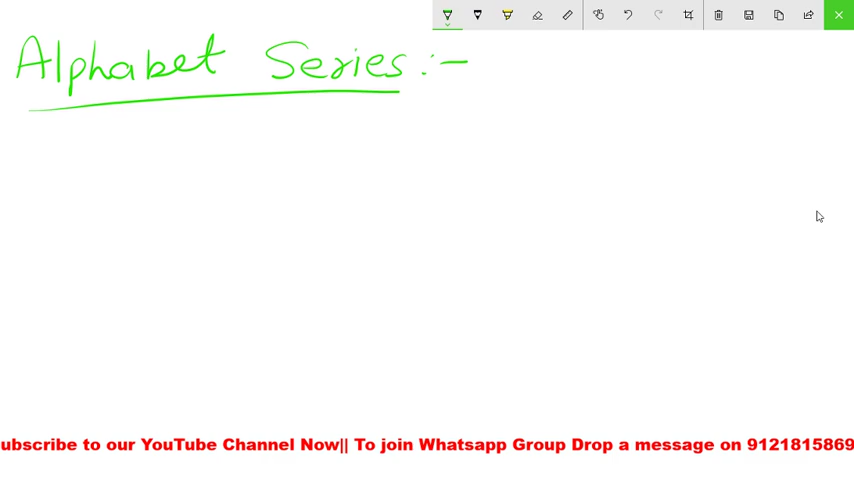 Alphabet Series :-
ubscribe to our YouTube Channel Now|| To join Whatsapp Group Drop a message on 9121815869